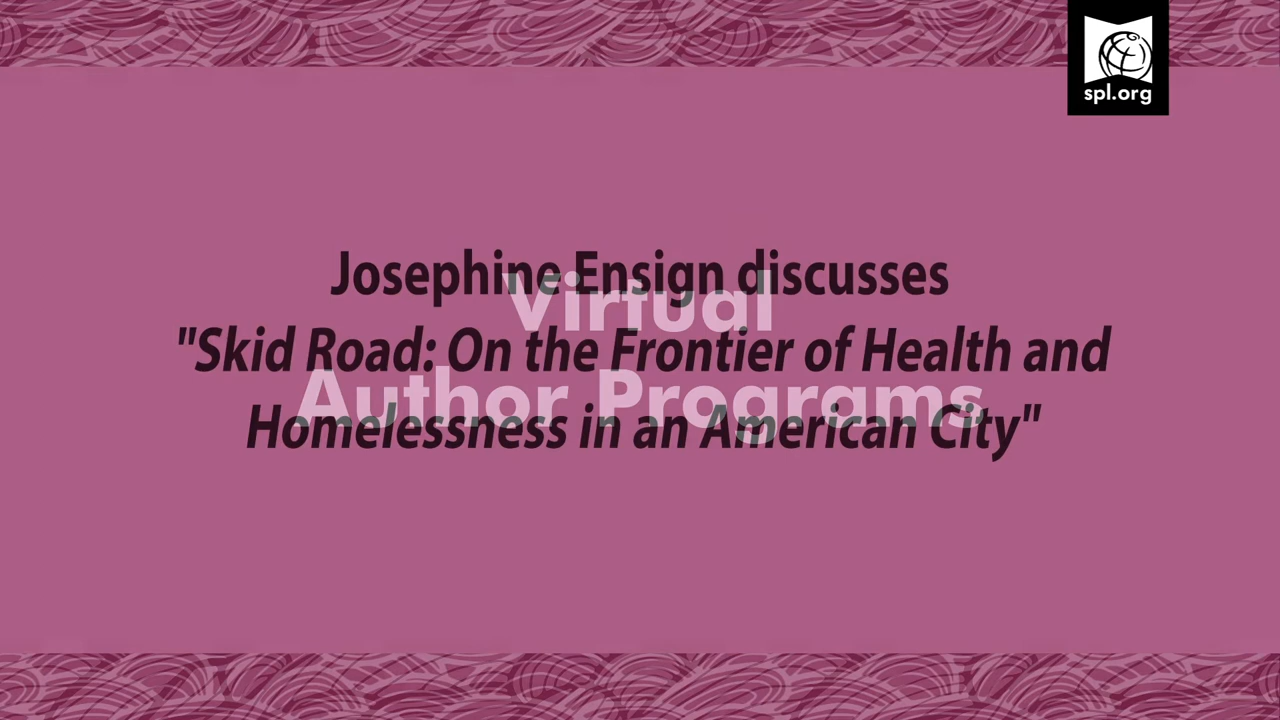 spl.org
Josephine Ensign discusses
"Skid Road: On the Frontier of Health and
Homelessness in an American City"
Virtual
Author Programs